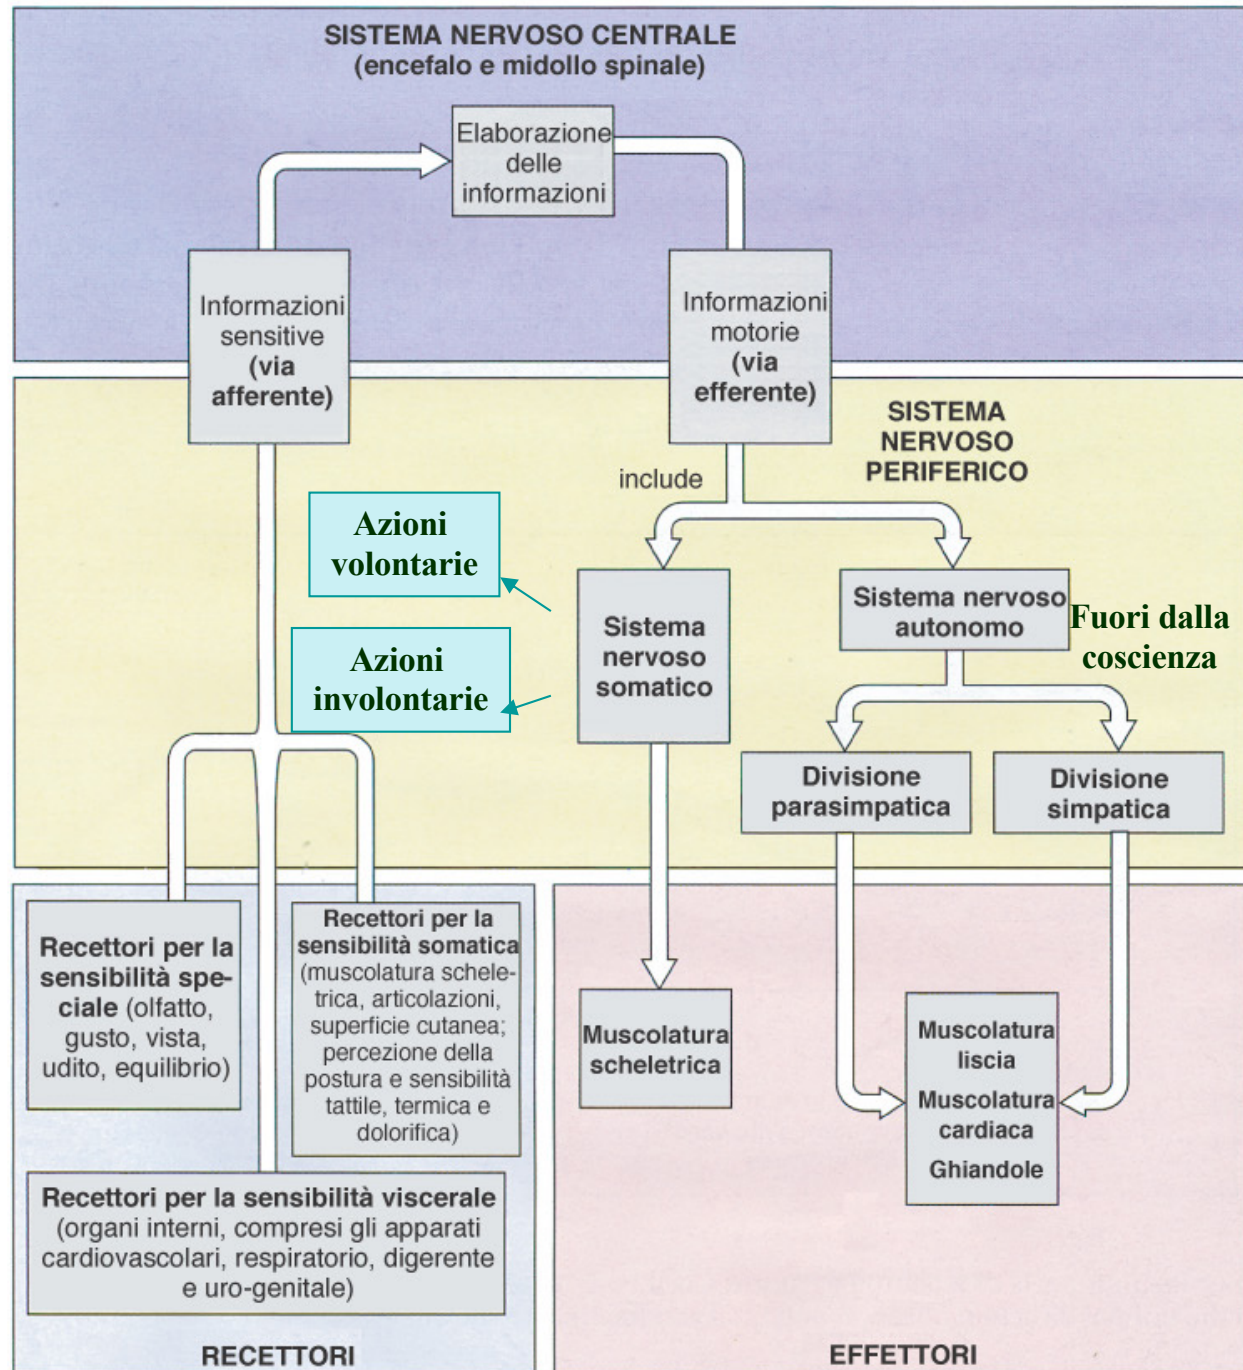 SISTEMA NERVOSO CENTRALE
(encefalo e midollo spinale)
Elaborazione
delle
informazioni
Informazioni
sensitive
(via
afferente)
Informazioni
motorie
(via
efferente)
SISTEMA
NERVOSO
PERIFERICO
include
Azioni
volontarie
Azioni
involontarie
Sistema
nervoso
somatico
Sistema nervoso
autonomo
Fuori dalla
coscienza
Divisione
parasimpatica
Divisione
simpatica
Recettori per la
sensibilità spe-
ciale (olfatto,
gusto, vista,
udito, equilibrio)
Recettori per la
sensibilità somatica
(muscolatura schele-
trica, articolazioni,
superficie cutanea;
percezione della
postura e sensibilità
tattile, termica e
dolorifica)
Recettori per la sensibilità viscerale
(organi interni, compresi gli apparati
cardiovascolari, respiratorio, digerente
e uro-genitale)
RECETTORI
Muscolatura
scheletrica
Muscolatura
liscia
Muscolatura
cardiaca
Ghiandole
EFFETTORI